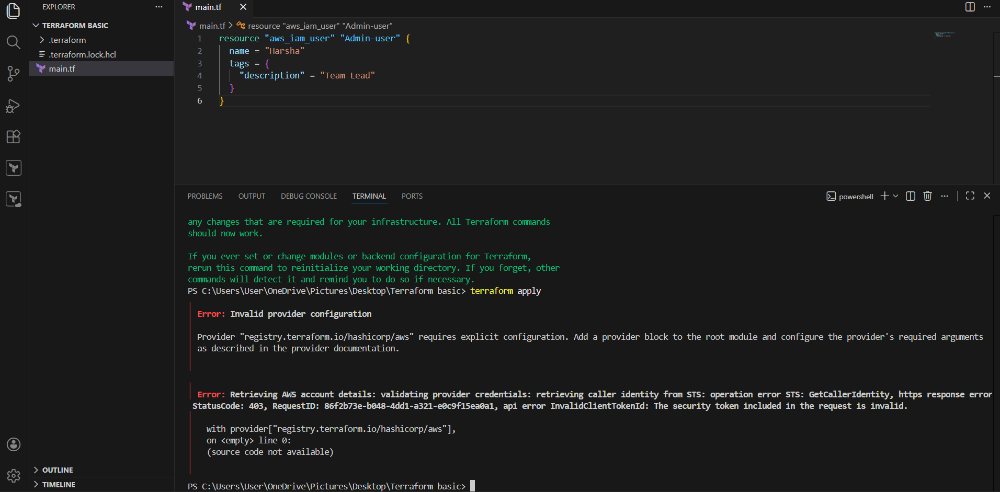 EXPLORER
TERRAFORM BASIC
.terraform
.terraform.lock.hcl
main.tf
OUTLINE
TIMELINE
main.tf
main.tf > resource "aws_iam_user" "Admin-user"
1 resource "aws_iam_user" "Admin-user" {
2 name = "Harsha"
3 tags = {
4 "description" = "Team Lead"
5 }
6 }
PROBLEMS OUTPUT DEBUG CONSOLE TERMINAL PORTS
powershell
any changes that are required for your infrastructure. All Terraform commands
should now work.
If you ever set or change modules or backend configuration for Terraform,
rerun this command to reinitialize your working directory. If you forget, other
commands will detect it and remind you to do so if necessary.
PS C:\Users\User\OneDrive\Pictures\Desktop\Terraform basic> terraform apply
Error: Invalid provider configuration
Provider "registry.terraform.io/hashicorp/aws" requires explicit configuration. Add a provider block to the root module and configure the provider's required arguments
as described in the provider documentation.
Error: Retrieving AWS account details: validating provider credentials: retrieving caller identity from STS: operation error STS: GetCallerIdentity, https response error
StatusCode: 403, RequestID: 86f2b73e-b048-4dd1-a321-e0c9f15ea0a1, api error InvalidClientTokenId: The security token included in the request is invalid.
with provider["registry.terraform.io/hashicorp/aws"],
on <empty> line 0:
(source code not available)
PS C:\Users\User\OneDrive\Pictures\Desktop\Terraform basic>